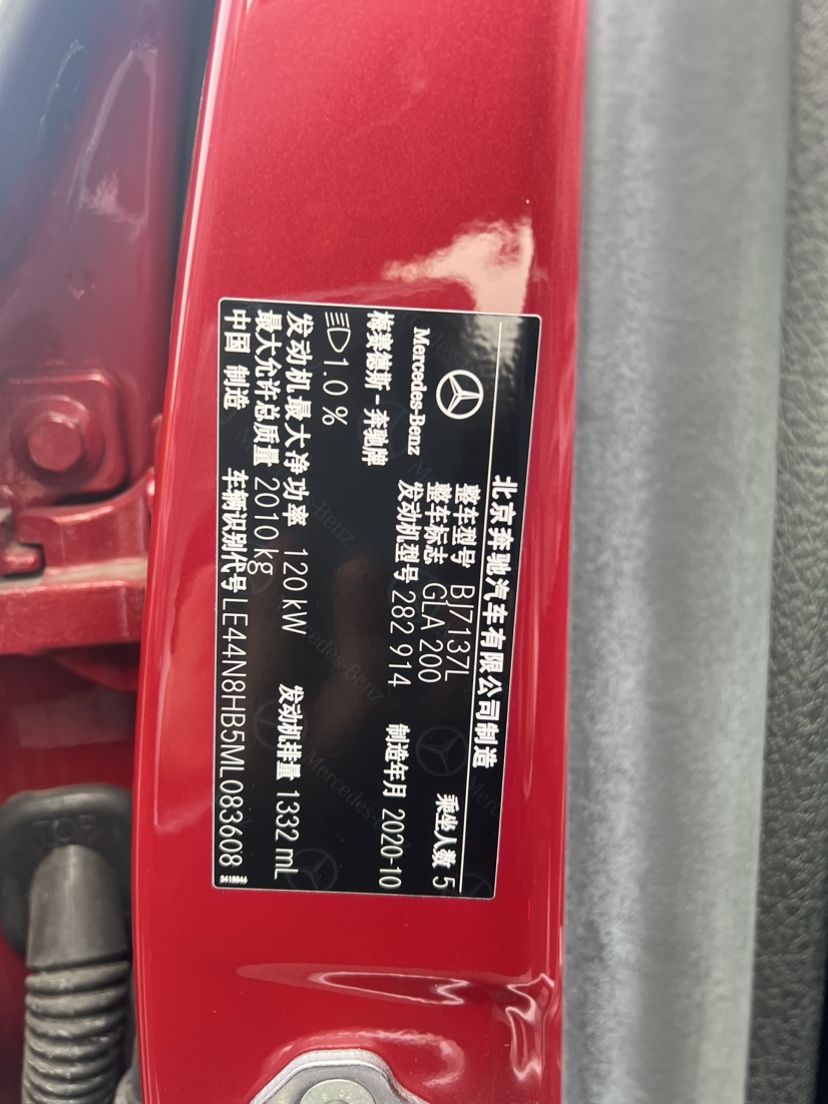 北京奔驰汽车有限公司制造
Mercedes-Benz
整车型号 BJ7137L
乘坐人数 5
整车标志 GLA 200
发动机型号 282 914
制造年月 2020-10
梅赛德斯-奔驰牌
1.0 %
发动机最大净功率 120 kW
发动机排量 1332 mL
最大允许总质量 2010 kg
中国 制造
车辆识别代号 LE44N8HB5ML083608
TOP